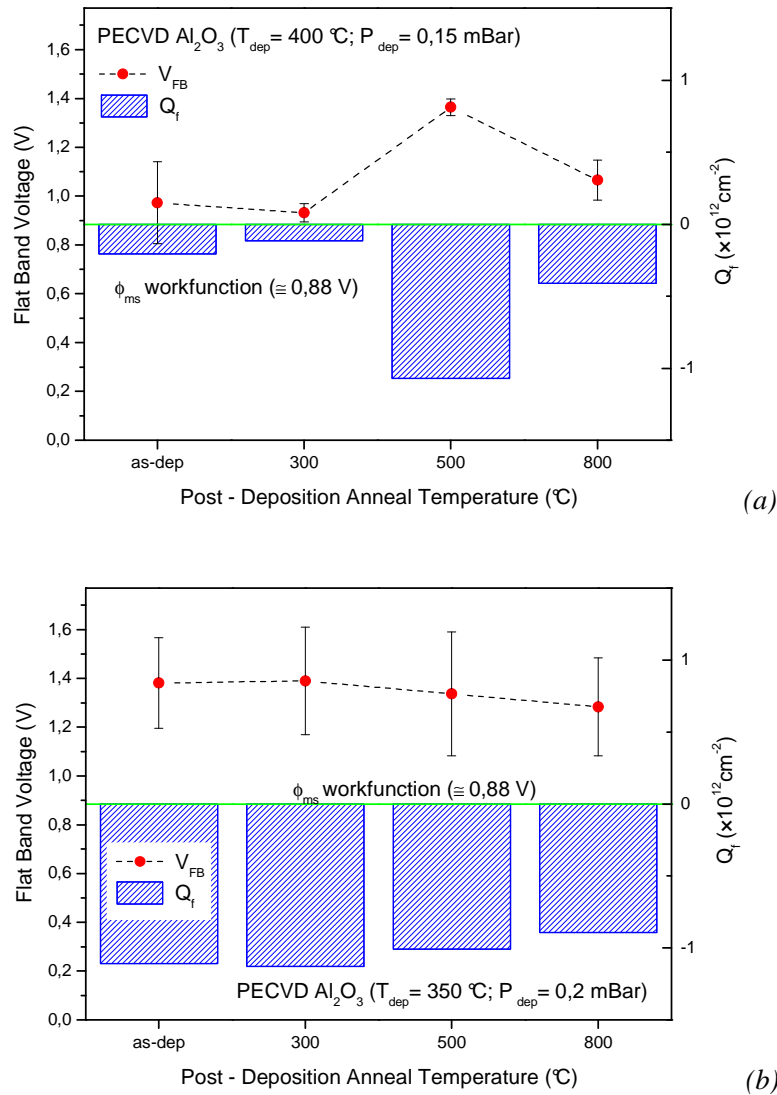 PECVD Al2O3 (Tdep= 400 °C; Pdep= 0,15 mBar)
VFB
Qf
1,6
1,4
1,2
1,0
0,8
0,6
0,4
0,2
0,0
Flat Band Voltage (V)
1
0
-1
Qf (×10^12cm-2)
ϕms workfunction (≅ 0,88 V)
as-dep 300 500 800
Post - Deposition Anneal Temperature (°C)
(a)
1,6
1,4
1,2
1,0
0,8
0,6
0,4
0,2
0,0
Flat Band Voltage (V)
1
0
-1
Qf (×10^12cm-2)
ϕms workfunction (≅ 0,88 V)
VFB
Qf
PECVD Al2O3 (Tdep= 350 °C; Pdep= 0,2 mBar)
as-dep 300 500 800
Post - Deposition Anneal Temperature (°C)
(b)